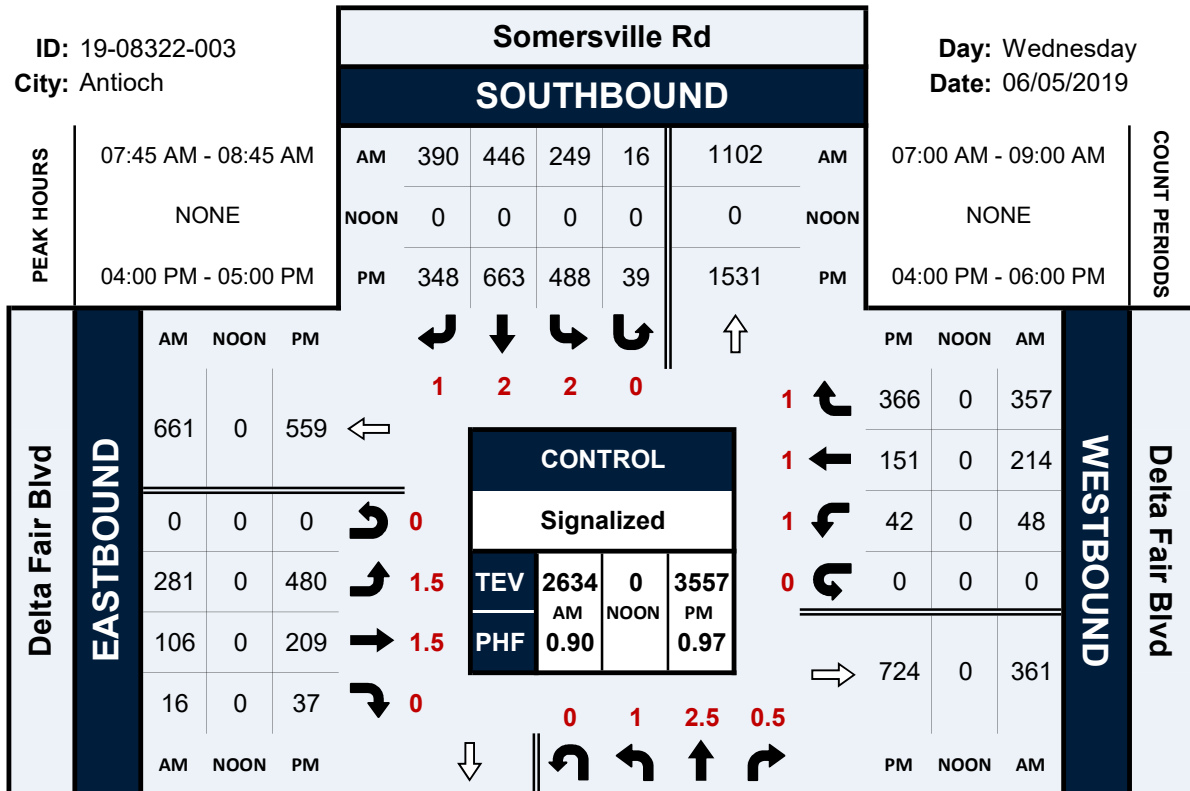 ID: 19-08322-003
City: Antioch
Somersville Rd
SOUTHBOUND
Day: Wednesday
Date: 06/05/2019
PEAK HOURS
07:45 AM - 08:45 AM
NONE
04:00 PM - 05:00 PM
AM 390 446 249 16 1102 AM
NOON 0 0 0 0 0 NOON
PM 348 663 488 39 1531 PM
07:00 AM - 09:00 AM
NONE
04:00 PM - 06:00 PM
COUNT PERIODS
1 2 2 0
Delta Fair Blvd
EASTBOUND
AM NOON PM
661 0 559
0 0 0 0
281 0 480 1.5
106 0 209 1.5
16 0 37 0
AM NOON PM
CONTROL
Signalized
TEV 2634 0 3557
AM NOON PM
PHF 0.90 0.97
PM NOON AM
1 366 0 357
1 151 0 214
1 42 0 48
0 0 0 0
724 0 361
PM NOON AM
WESTBOUND
Delta Fair Blvd
0 1 2.5 0.5